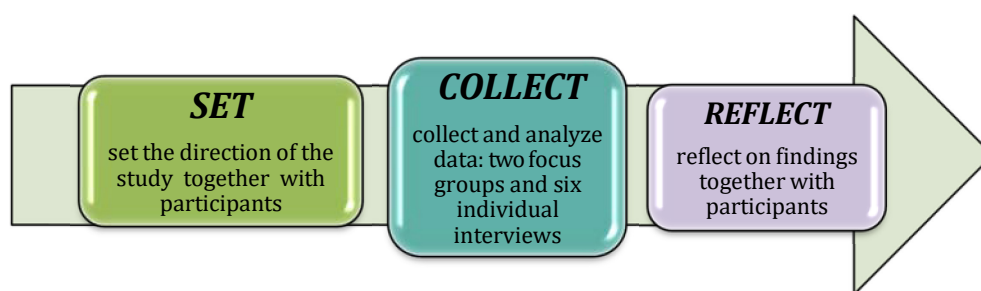 SET
set the direction of the
study together with
participants
COLLECT
collect and analyze
data: two focus
groups and six
individual
interviews
REFLECT
reflect on findings
together with
participants